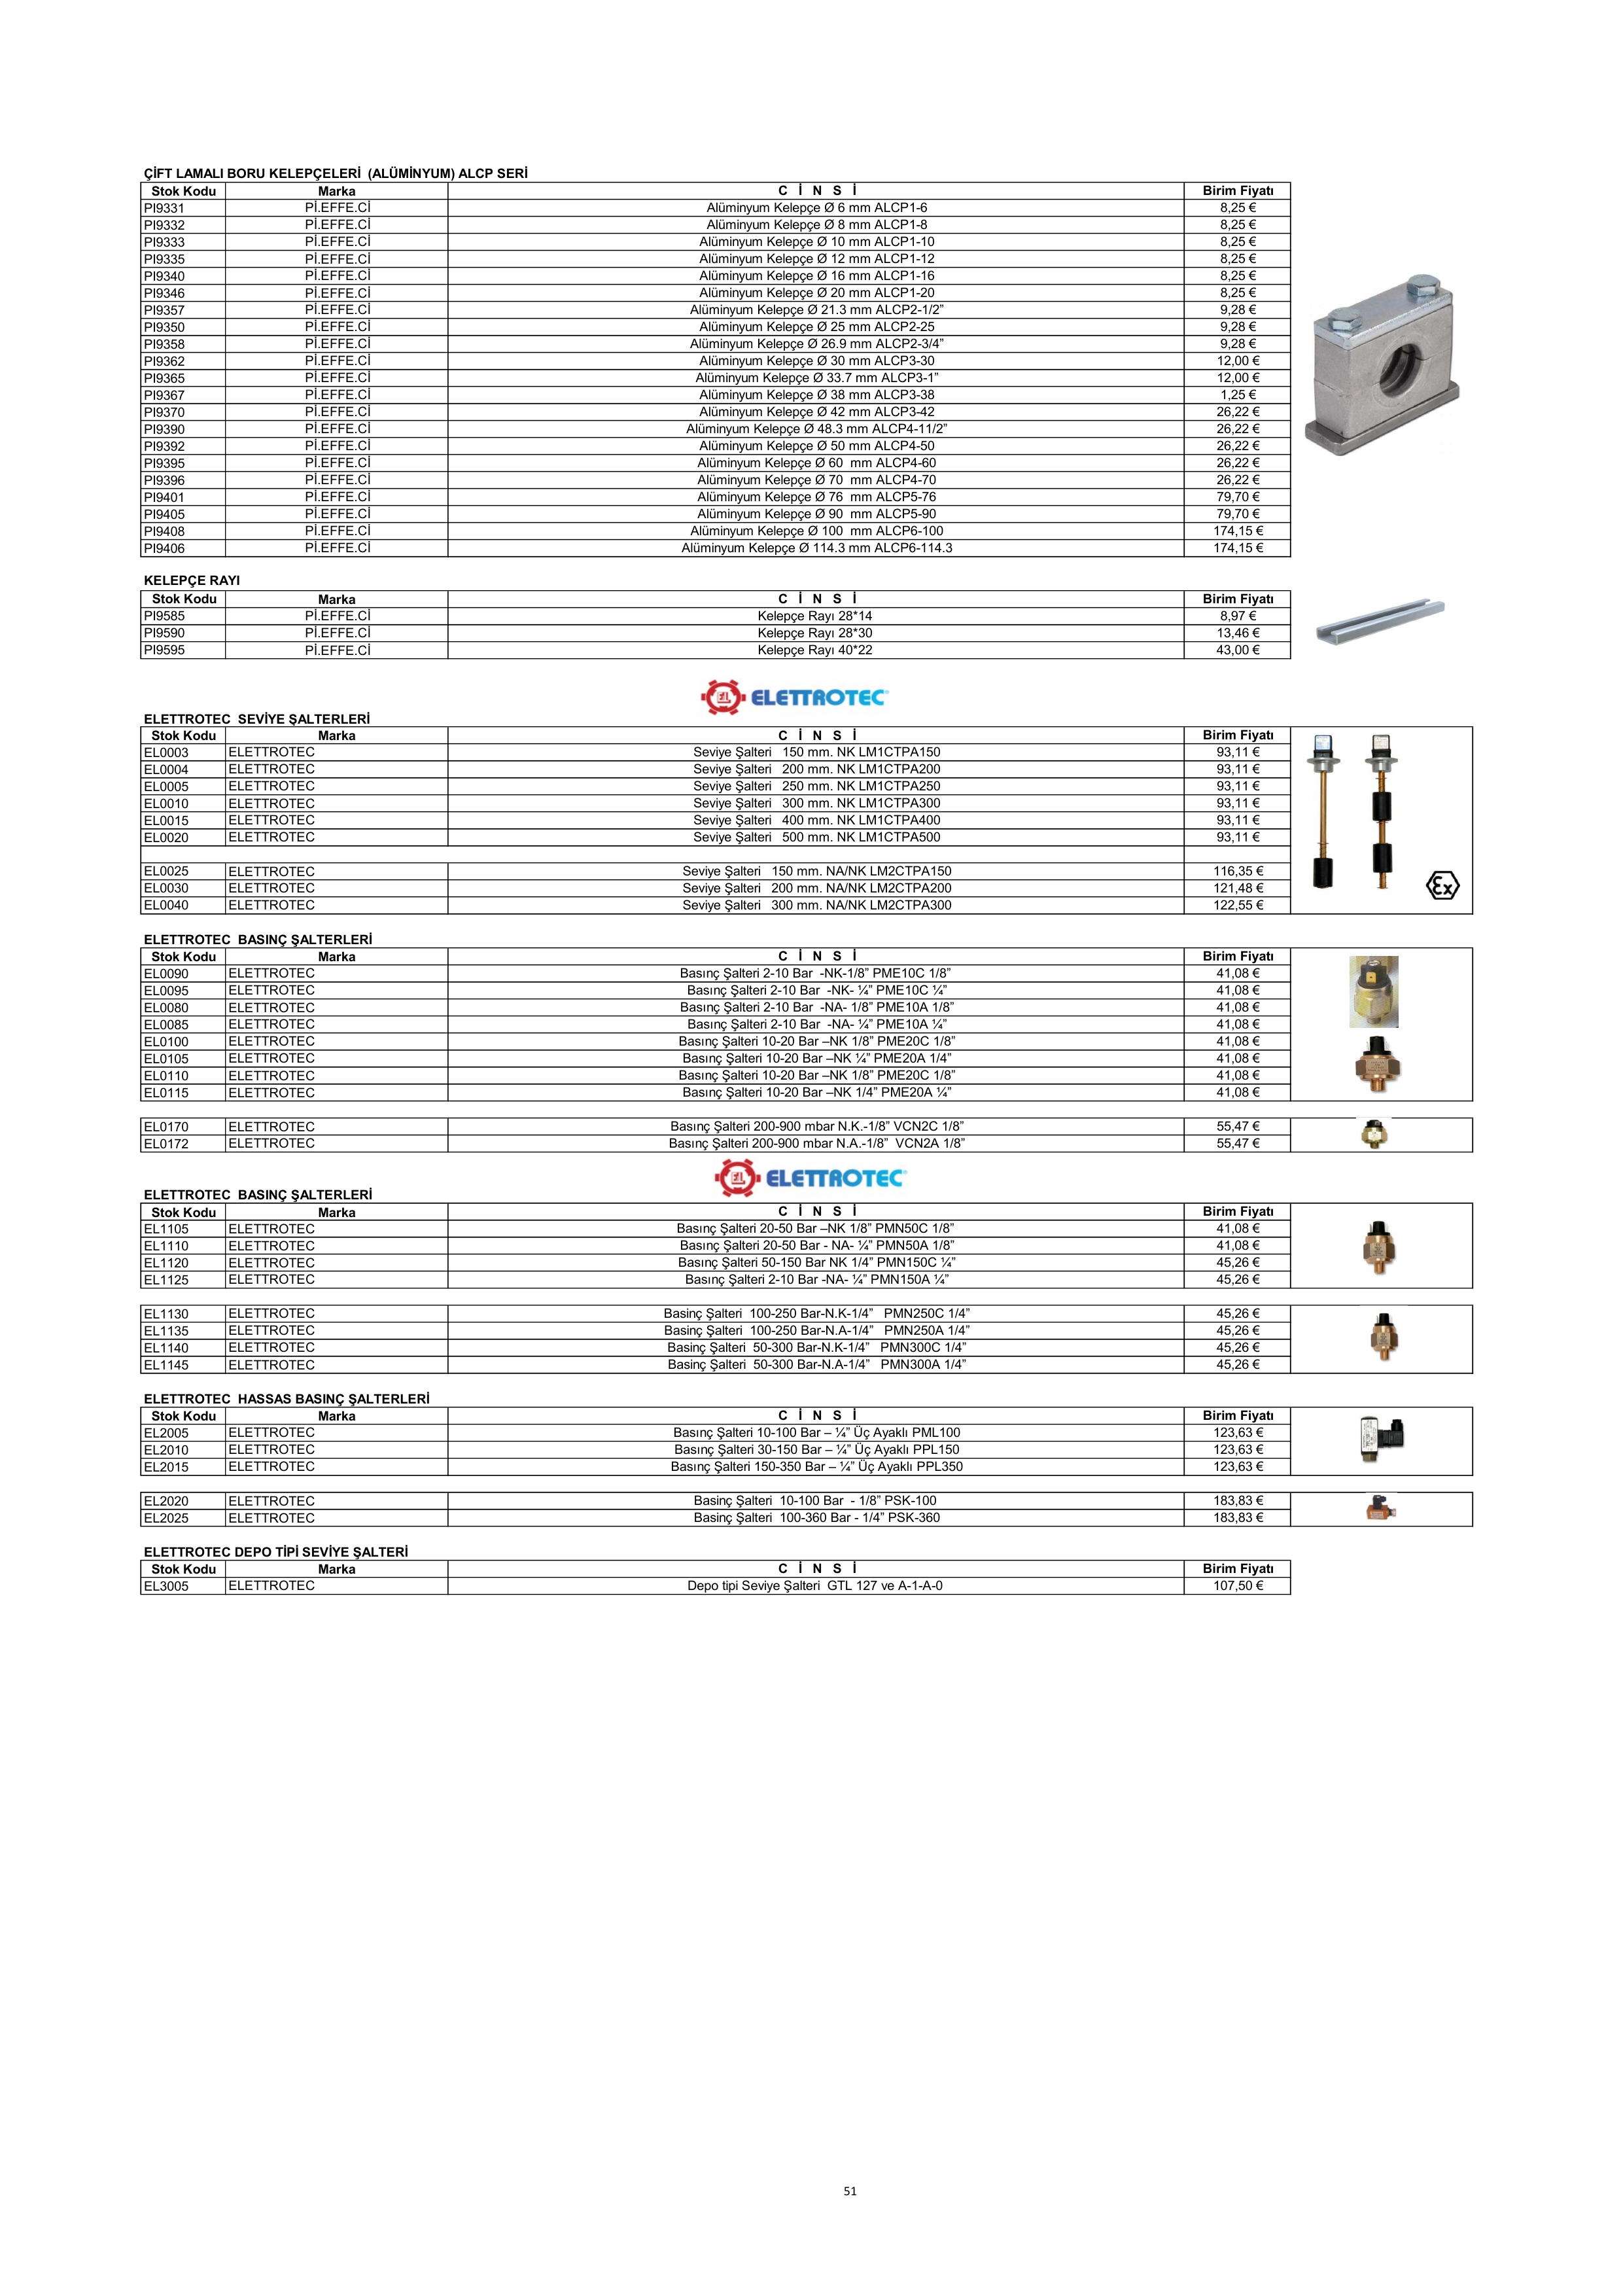 ÇİFT LAMALI BORU KELEPÇELERİ (ALÜMİNYUM) ALCP SERİ
Stok Kodu Marka C İ N S İ Birim Fiyatı
PI9331 Pİ.EFFE.Cİ Alüminyum Kelepçe Ø 6 mm ALCP1-6 8,25 €
PI9332 Pİ.EFFE.Cİ Alüminyum Kelepçe Ø 8 mm ALCP1-8 8,25 €
PI9333 Pİ.EFFE.Cİ Alüminyum Kelepçe Ø 10 mm ALCP1-10 8,25 €
PI9335 Pİ.EFFE.Cİ Alüminyum Kelepçe Ø 12 mm ALCP1-12 8,25 €
PI9340 Pİ.EFFE.Cİ Alüminyum Kelepçe Ø 16 mm ALCP1-16 8,25 €
PI9346 Pİ.EFFE.Cİ Alüminyum Kelepçe Ø 20 mm ALCP1-20 8,25 €
PI9357 Pİ.EFFE.Cİ Alüminyum Kelepçe Ø 21.3 mm ALCP2-1/2” 9,28 €
PI9350 Pİ.EFFE.Cİ Alüminyum Kelepçe Ø 25 mm ALCP2-25 9,28 €
PI9358 Pİ.EFFE.Cİ Alüminyum Kelepçe Ø 26.9 mm ALCP2-3/4” 9,28 €
PI9362 Pİ.EFFE.Cİ Alüminyum Kelepçe Ø 30 mm ALCP3-30 12,00 €
PI9365 Pİ.EFFE.Cİ Alüminyum Kelepçe Ø 33.7 mm ALCP3-1” 12,00 €
PI9367 Pİ.EFFE.Cİ Alüminyum Kelepçe Ø 38 mm ALCP3-38 1,25 €
PI9370 Pİ.EFFE.Cİ Alüminyum Kelepçe Ø 42 mm ALCP3-42 26,22 €
PI9390 Pİ.EFFE.Cİ Alüminyum Kelepçe Ø 48.3 mm ALCP4-11/2” 26,22 €
PI9392 Pİ.EFFE.Cİ Alüminyum Kelepçe Ø 50 mm ALCP4-50 26,22 €
PI9395 Pİ.EFFE.Cİ Alüminyum Kelepçe Ø 60 mm ALCP4-60 26,22 €
PI9396 Pİ.EFFE.Cİ Alüminyum Kelepçe Ø 70 mm ALCP4-70 26,22 €
PI9401 Pİ.EFFE.Cİ Alüminyum Kelepçe Ø 76 mm ALCP5-76 79,70 €
PI9405 Pİ.EFFE.Cİ Alüminyum Kelepçe Ø 90 mm ALCP5-90 79,70 €
PI9408 Pİ.EFFE.Cİ Alüminyum Kelepçe Ø 100 mm ALCP6-100 174,15 €
PI9406 Pİ.EFFE.Cİ Alüminyum Kelepçe Ø 114.3 mm ALCP6-114.3 174,15 €
KELEPÇE RAYI
Stok Kodu Marka C İ N S İ Birim Fiyatı
PI9585 Pİ.EFFE.Cİ Kelepçe Rayı 28*14 8,97 €
PI9590 Pİ.EFFE.Cİ Kelepçe Rayı 28*30 13,46 €
PI9595 Pİ.EFFE.Cİ Kelepçe Rayı 40*22 43,00 €
EL ELETTROTEC
ELETTROTEC SEVİYE ŞALTERLERİ
Stok Kodu Marka C İ N S İ Birim Fiyatı
EL0003 ELETTROTEC Seviye Şalteri 150 mm. NK LM1CTPA150 93,11 €
EL0004 ELETTROTEC Seviye Şalteri 200 mm. NK LM1CTPA200 93,11 €
EL0005 ELETTROTEC Seviye Şalteri 250 mm. NK LM1CTPA250 93,11 €
EL0010 ELETTROTEC Seviye Şalteri 300 mm. NK LM1CTPA300 93,11 €
EL0015 ELETTROTEC Seviye Şalteri 400 mm. NK LM1CTPA400 93,11 €
EL0020 ELETTROTEC Seviye Şalteri 500 mm. NK LM1CTPA500 93,11 €
EL0025 ELETTROTEC Seviye Şalteri 150 mm. NA/NK LM2CTPA150 116,35 €
EL0030 ELETTROTEC Seviye Şalteri 200 mm. NA/NK LM2CTPA200 121,48 €
EL0040 ELETTROTEC Seviye Şalteri 300 mm. NA/NK LM2CTPA300 122,55 €
Ex
ELETTROTEC BASINÇ ŞALTERLERİ
Stok Kodu Marka C İ N S İ Birim Fiyatı
EL0090 ELETTROTEC Basınç Şalteri 2-10 Bar -NK-1/8” PME10C 1/8” 41,08 €
EL0095 ELETTROTEC Basınç Şalteri 2-10 Bar -NK- ¼” PME10C ¼” 41,08 €
EL0080 ELETTROTEC Basınç Şalteri 2-10 Bar -NA- 1/8” PME10A 1/8” 41,08 €
EL0085 ELETTROTEC Basınç Şalteri 2-10 Bar -NA- ¼” PME10A ¼” 41,08 €
EL0100 ELETTROTEC Basınç Şalteri 10-20 Bar –NK 1/8” PME20C 1/8” 41,08 €
EL0105 ELETTROTEC Basınç Şalteri 10-20 Bar –NK ¼” PME20A 1/4” 41,08 €
EL0110 ELETTROTEC Basınç Şalteri 10-20 Bar –NK 1/8” PME20C 1/8” 41,08 €
EL0115 ELETTROTEC Basınç Şalteri 10-20 Bar –NK 1/4” PME20A ¼” 41,08 €
EL0170 ELETTROTEC Basınç Şalteri 200-900 mbar N.K.-1/8” VCN2C 1/8” 55,47 €
EL0172 ELETTROTEC Basınç Şalteri 200-900 mbar N.A.-1/8” VCN2A 1/8” 55,47 €
EL ELETTROTEC
ELETTROTEC BASINÇ ŞALTERLERİ
Stok Kodu Marka C İ N S İ Birim Fiyatı
EL1105 ELETTROTEC Basınç Şalteri 20-50 Bar –NK 1/8” PMN50C 1/8” 41,08 €
EL1110 ELETTROTEC Basınç Şalteri 20-50 Bar - NA- ¼” PMN50A 1/8” 41,08 €
EL1120 ELETTROTEC Basınç Şalteri 50-150 Bar NK 1/4” PMN150C ¼” 45,26 €
EL1125 ELETTROTEC Basınç Şalteri 2-10 Bar -NA- ¼” PMN150A ¼” 45,26 €
EL1130 ELETTROTEC Basinç Şalteri 100-250 Bar-N.K-1/4” PMN250C 1/4” 45,26 €
EL1135 ELETTROTEC Basinç Şalteri 100-250 Bar-N.A-1/4” PMN250A 1/4” 45,26 €
EL1140 ELETTROTEC Basinç Şalteri 50-300 Bar-N.K-1/4” PMN300C 1/4” 45,26 €
EL1145 ELETTROTEC Basinç Şalteri 50-300 Bar-N.A-1/4” PMN300A 1/4” 45,26 €
ELETTROTEC HASSAS BASINÇ ŞALTERLERİ
Stok Kodu Marka C İ N S İ Birim Fiyatı
EL2005 ELETTROTEC Basınç Şalteri 10-100 Bar – ¼” Üç Ayaklı PML100 123,63 €
EL2010 ELETTROTEC Basınç Şalteri 30-150 Bar – ¼” Üç Ayaklı PPL150 123,63 €
EL2015 ELETTROTEC Basınç Şalteri 150-350 Bar – ¼” Üç Ayaklı PPL350 123,63 €
EL2020 ELETTROTEC Basinç Şalteri 10-100 Bar - 1/8” PSK-100 183,83 €
EL2025 ELETTROTEC Basinç Şalteri 100-360 Bar - 1/4” PSK-360 183,83 €
ELETTROTEC DEPO TİPİ SEVİYE ŞALTERİ
Stok Kodu Marka C İ N S İ Birim Fiyatı
EL3005 ELETTROTEC Depo tipi Seviye Şalteri GTL 127 ve A-1-A-0 107,50 €
51